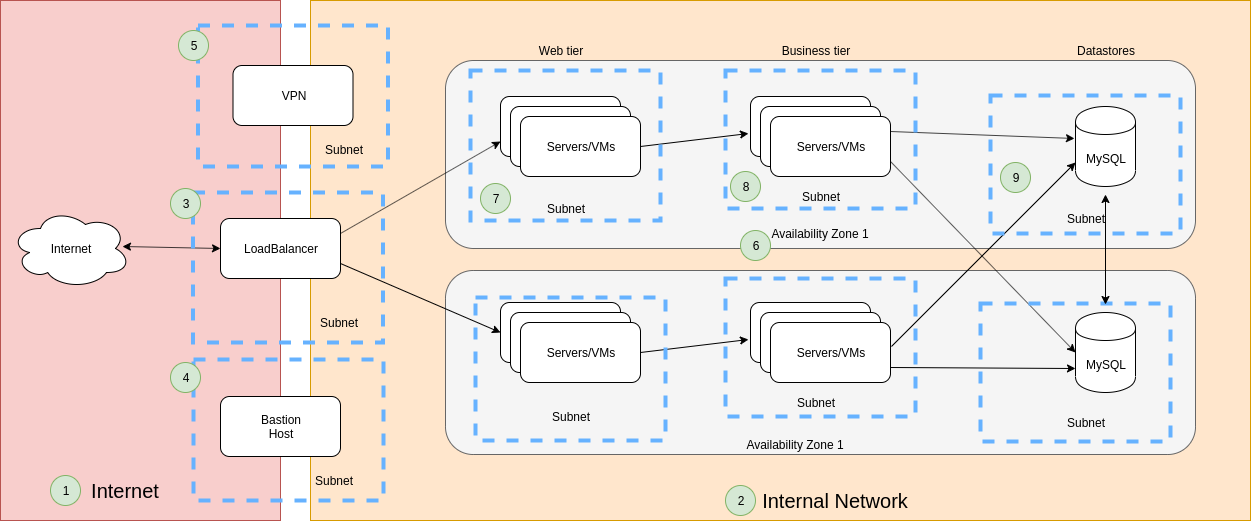 5
VPN
Subnet
3
Internet
LoadBalancer
Subnet
4
Bastion
Host
Subnet
1
Internet
Web tier
Business tier
Datastores
Servers/VMs
7
Subnet
Servers/VMs
8
Subnet
MySQL
9
Subnet
Availability Zone 1
6
Servers/VMs
Subnet
Servers/VMs
Subnet
MySQL
Subnet
Availability Zone 1
2
Internal Network